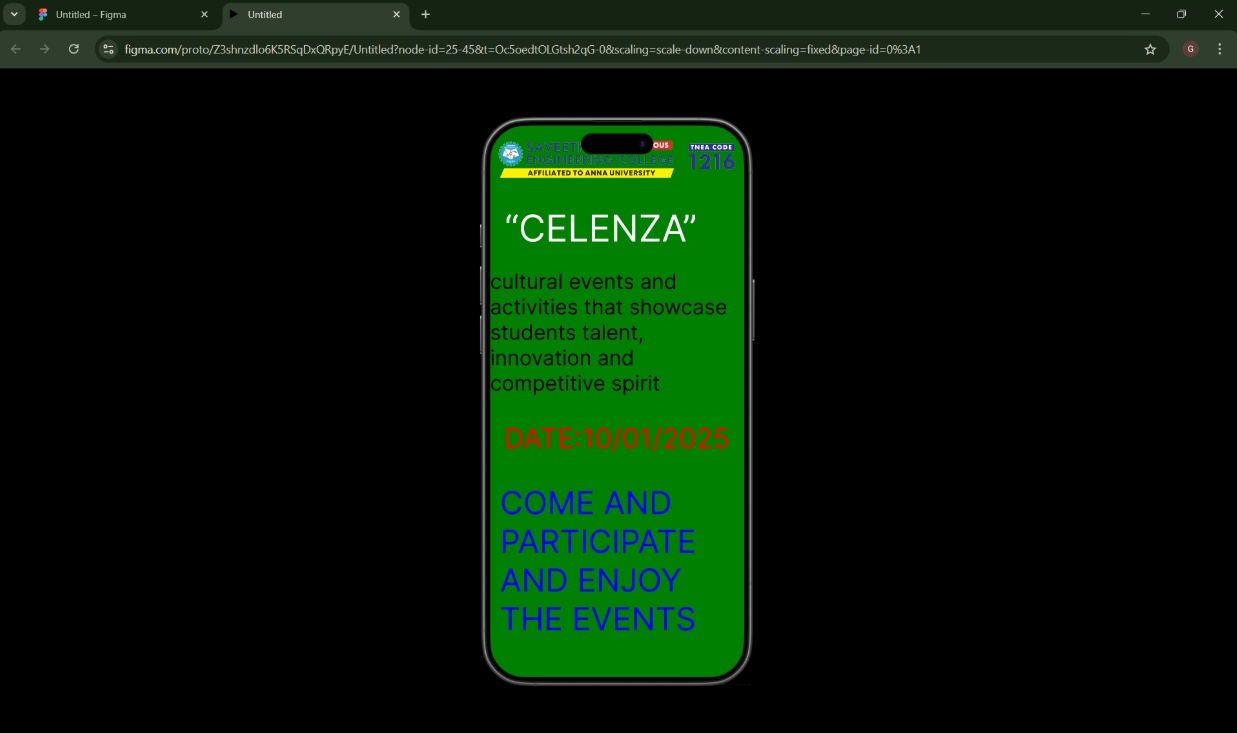 Untitled – Figma
Untitled
figma.com/proto/Z3shnzdlo6K5RSqDxQRpyE/Untitled?node-id=25-45&t=Oc5oedtOLGtsh2qG-0&scaling=scale-down&content-scaling=fixed&page-id=0%3A1
G
OUS
ENGINEERING COLLEGE
AFFILIATED TO ANNA UNIVERSITY
TNEA CODE
1216
“CELENZA”
cultural events and
activities that showcase
students talent,
innovation and
competitive spirit
DATE:10/01/2025
COME AND
PARTICIPATE
AND ENJOY
THE EVENTS